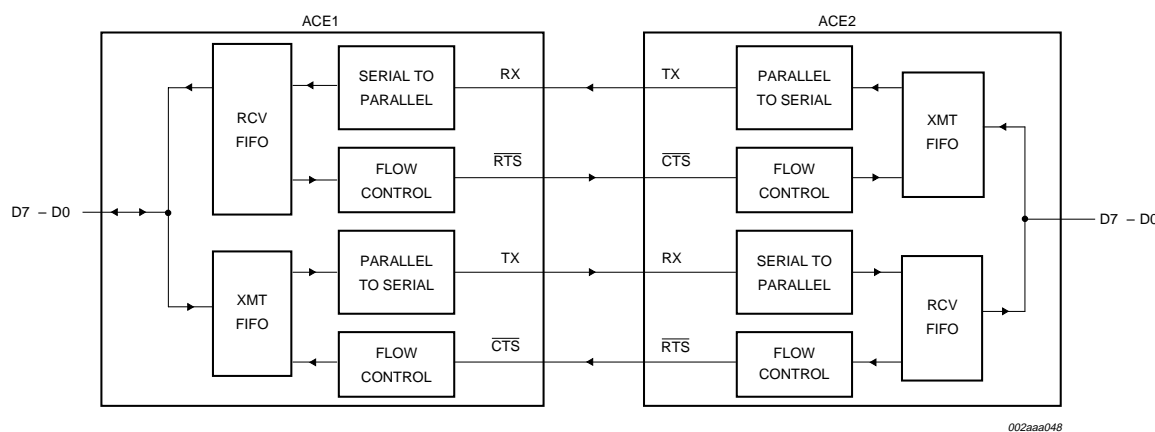 ACE1
ACE2
RCV
FIFO
SERIAL TO
PARALLEL
RX
TX
PARALLEL
TO SERIAL
XMT
FIFO
FLOW
CONTROL
RTS
CTS
FLOW
CONTROL
D7 – D0
D7 – D0
XMT
FIFO
PARALLEL
TO SERIAL
TX
RX
SERIAL TO
PARALLEL
RCV
FIFO
FLOW
CONTROL
CTS
RTS
FLOW
CONTROL
002aaa048